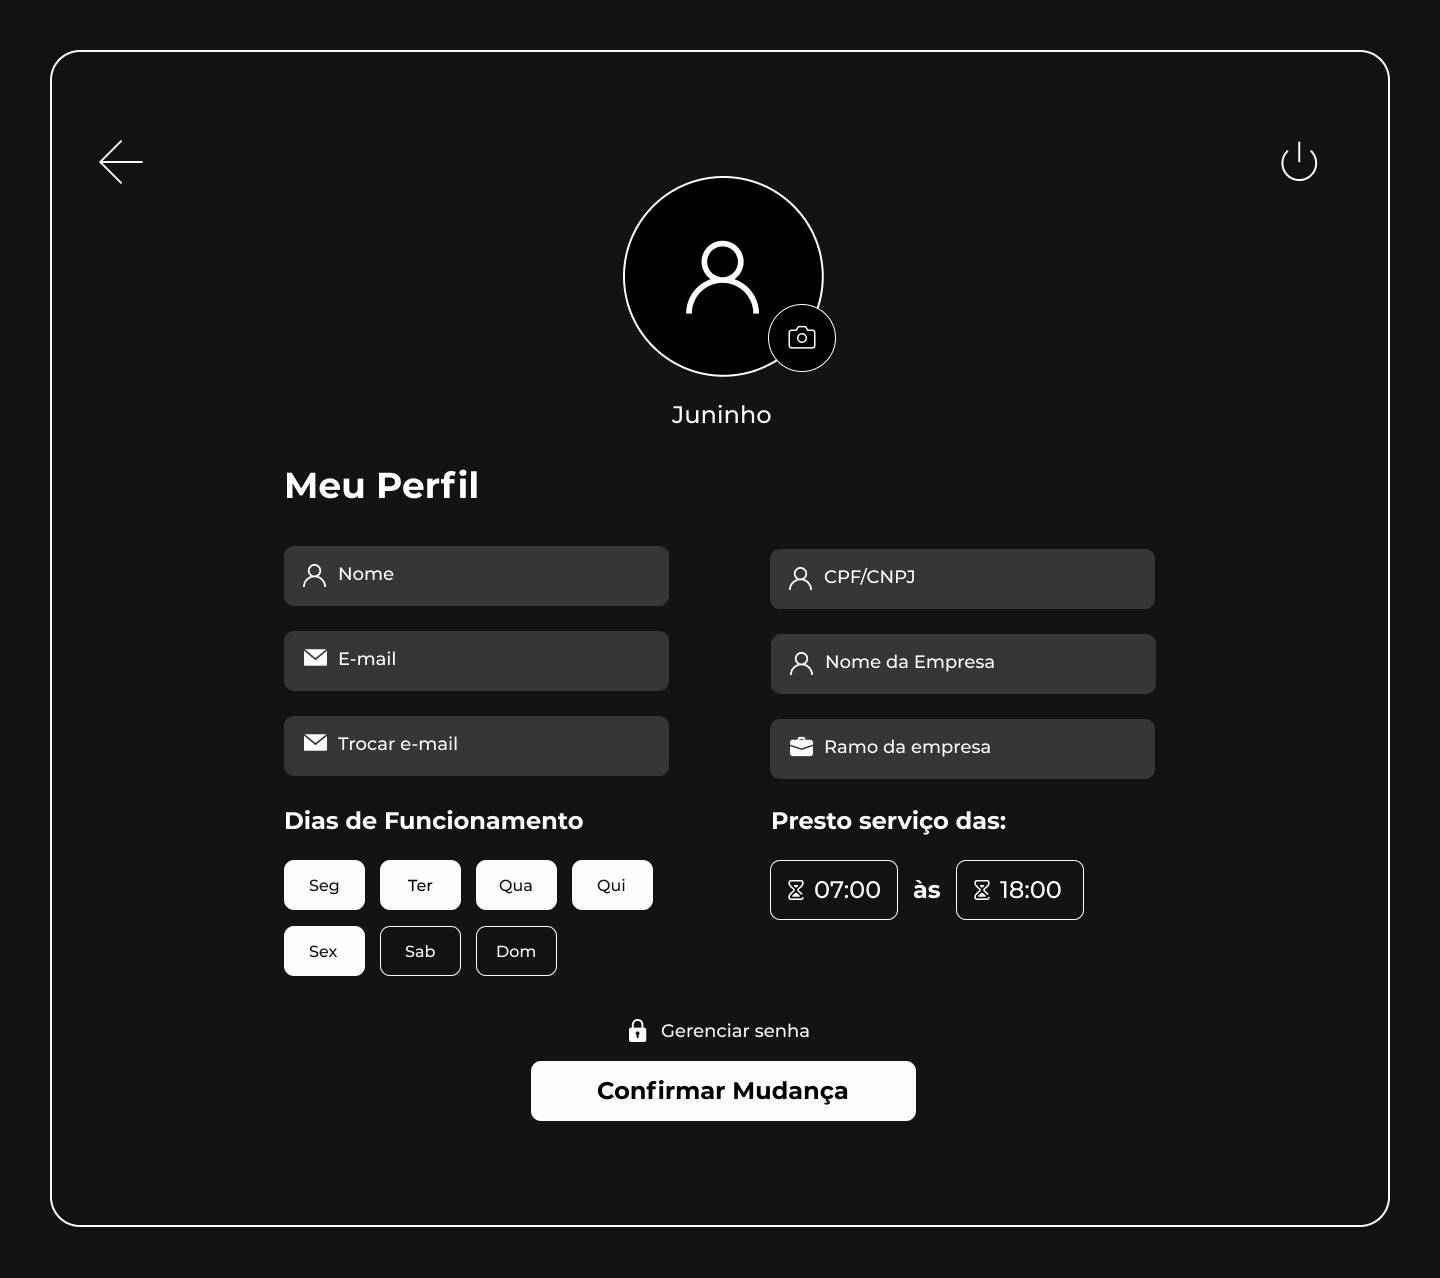 Juninho
Meu Perfil
Nome
CPF/CNPJ
E-mail
Nome da Empresa
Trocar e-mail
Ramo da empresa
Dias de Funcionamento
Presto serviço das:
Seg Ter Qua Qui
07:00 às 18:00
Sex Sab Dom
Gerenciar senha
Confirmar Mudança